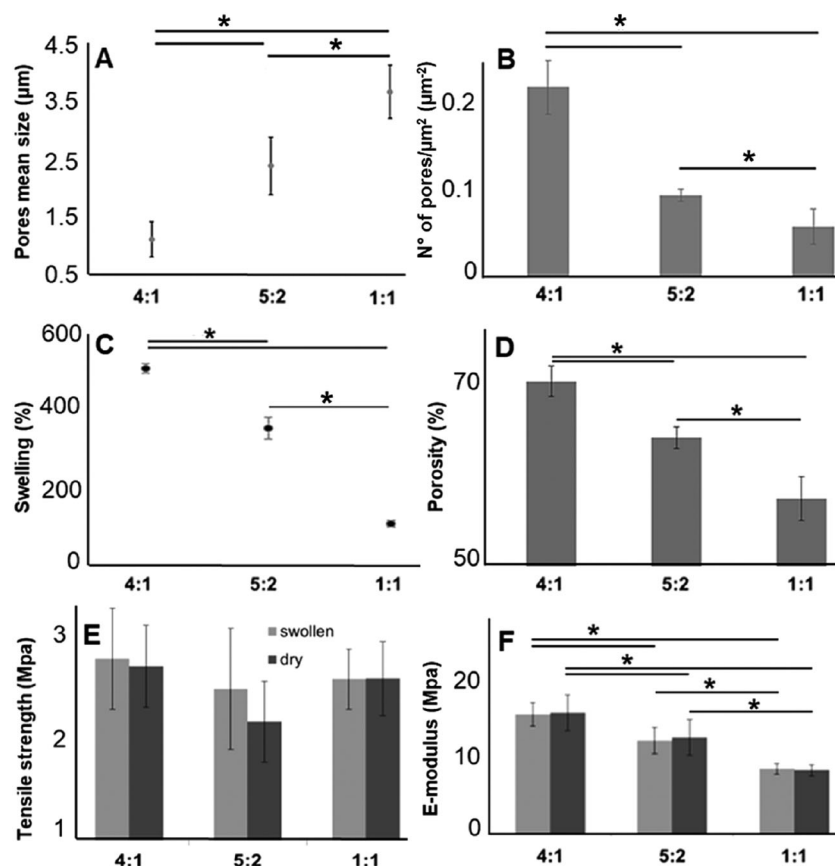 A
Pores mean size (µm)
4.5
3.5
2.5
1.5
0.5
* *
4:1 5:2 1:1
B
N° of pores/µm² (µm⁻²)
0.2
0.1
0
* *
4:1 5:2 1:1
C
Swelling (%)
600
400
200
0
* *
4:1 5:2 1:1
D
Porosity (%)
70
50
* *
4:1 5:2 1:1
E
Tensile strength (Mpa)
3
2
1
swollen
dry
4:1 5:2 1:1
F
E-modulus (Mpa)
20
10
0
*
*
*
*
4:1 5:2 1:1